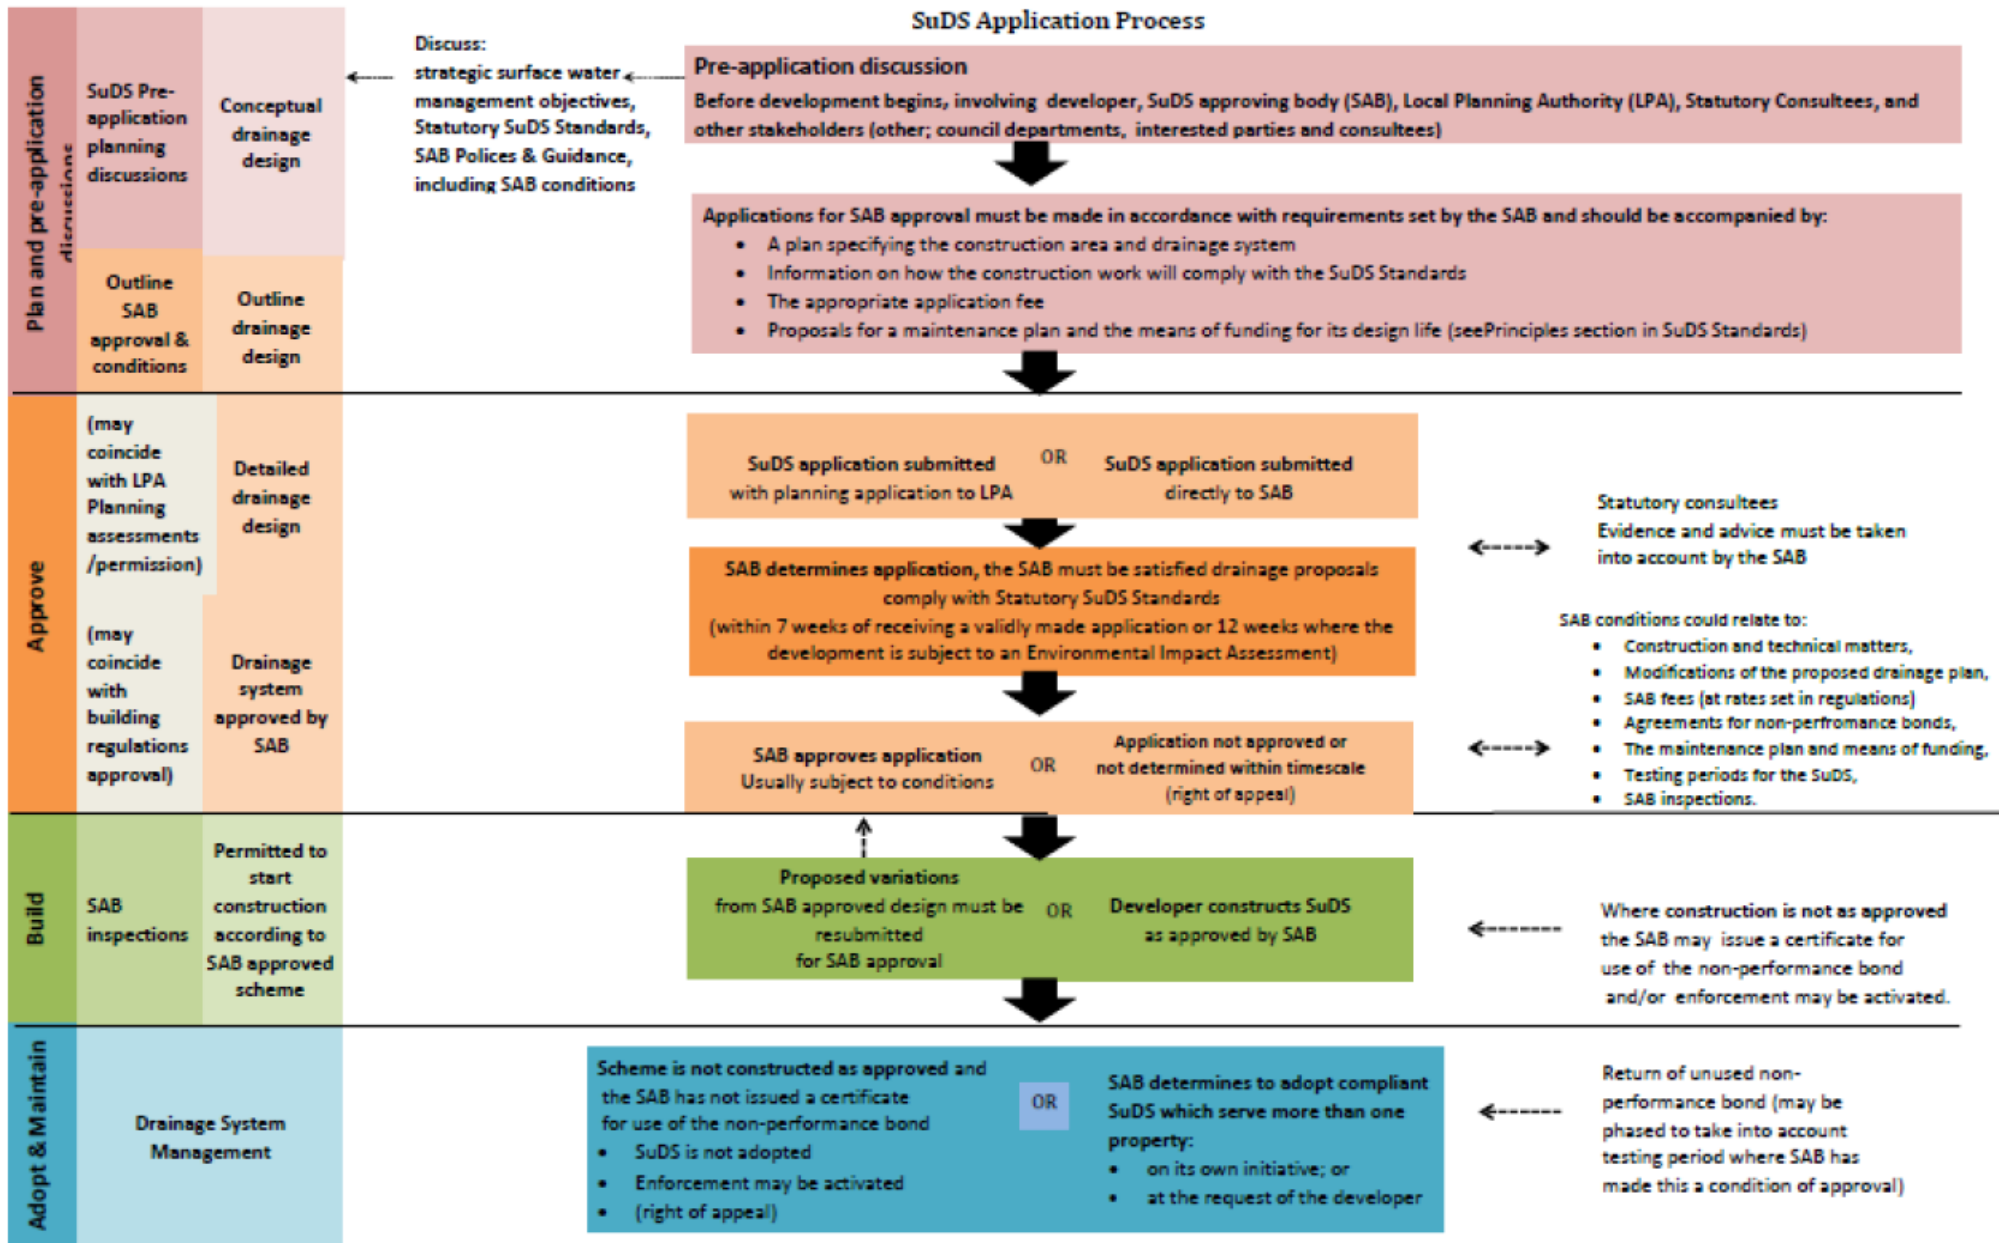 SuDS Application Process
Plan and pre-application
discussions
SuDS Pre-
application
planning
discussions
Conceptual
drainage
design
Discuss:
strategic surface water
management objectives,
Statutory SuDS Standards,
SAB Polices & Guidance,
including SAB conditions
Pre-application discussion
Before development begins, involving developer, SuDS approving body (SAB), Local Planning Authority (LPA), Statutory Consultees, and
other stakeholders (other; council departments, interested parties and consultees)
Outline
SAB
approval &
conditions
Outline
drainage
design
Applications for SAB approval must be made in accordance with requirements set by the SAB and should be accompanied by:
• A plan specifying the construction area and drainage system
• Information on how the construction work will comply with the SuDS Standards
• The appropriate application fee
• Proposals for a maintenance plan and the means of funding for its design life (seePrinciples section in SuDS Standards)
Approve
(may
coincide
with LPA
Planning
assessments
/permission)
Detailed
drainage
design
SuDS application submitted
with planning application to LPA
OR
SuDS application submitted
directly to SAB
Statutory consultees
Evidence and advice must be taken
into account by the SAB
SAB determines application, the SAB must be satisfied drainage proposals
comply with Statutory SuDS Standards
(within 7 weeks of receiving a validly made application or 12 weeks where the
development is subject to an Environmental Impact Assessment)
(may
coincide
with
building
regulations
approval)
Drainage
system
approved by
SAB
SAB approves application
Usually subject to conditions
OR
Application not approved or
not determined within timescale
(right of appeal)
SAB conditions could relate to:
• Construction and technical matters,
• Modifications of the proposed drainage plan,
• SAB fees (at rates set in regulations)
• Agreements for non-perfromance bonds,
• The maintenance plan and means of funding,
• Testing periods for the SuDS,
• SAB inspections.
Build
SAB
inspections
Permitted to
start
construction
according to
SAB approved
scheme
Proposed variations
from SAB approved design must be
resubmitted
for SAB approval
OR
Developer constructs SuDS
as approved by SAB
Where construction is not as approved
the SAB may issue a certificate for
use of the non-performance bond
and/or enforcement may be activated.
Adopt & Maintain
Drainage System
Management
Scheme is not constructed as approved and
the SAB has not issued a certificate
for use of the non-performance bond
• SuDS is not adopted
• Enforcement may be activated
• (right of appeal)
OR
SAB determines to adopt compliant
SuDS which serve more than one
property:
• on its own initiative; or
• at the request of the developer
Return of unused non-
performance bond (may be
phased to take into account
testing period where SAB has
made this a condition of approval)